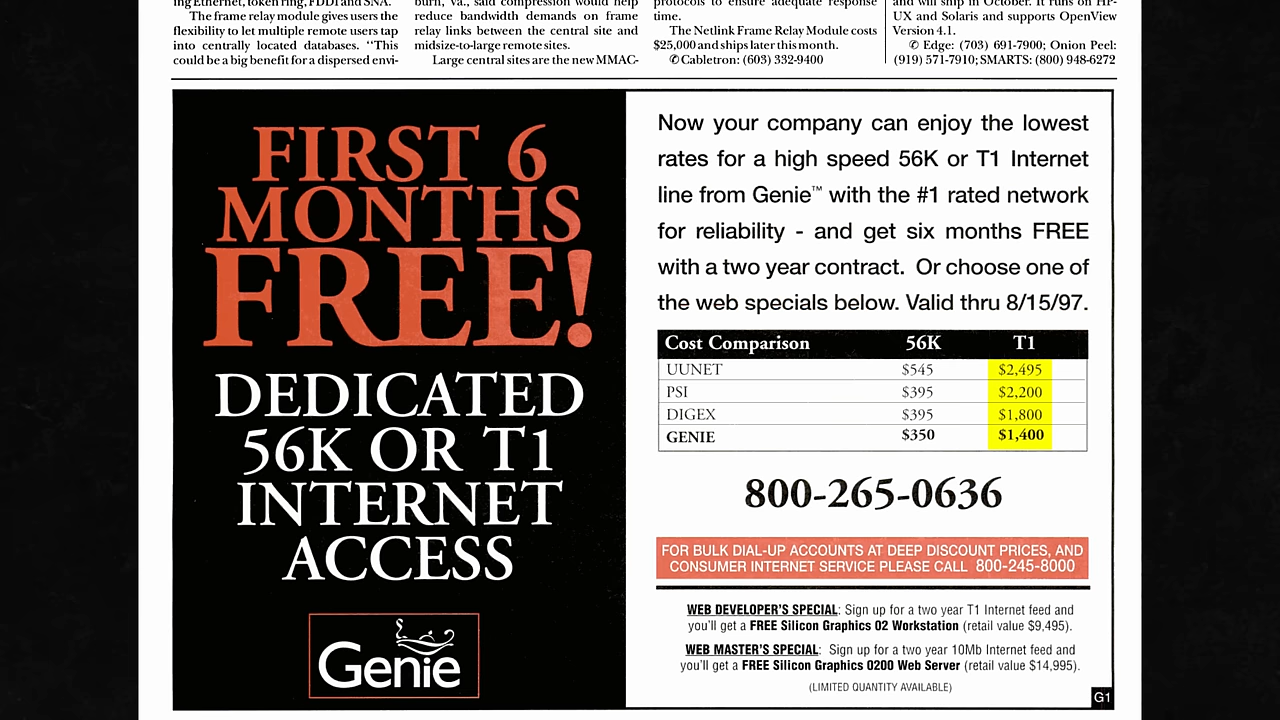 ing Ethernet, token ring, FDDI and SNA.
The frame relay module gives users the
flexibility to let multiple remote users tap
into centrally located databases. “This
could be a big benefit for a dispersed envi-
burn, Va., said compression would help
reduce bandwidth demands on frame
relay links between the central site and
midsize-to-large remote sites.
Large central sites are the new MMAC-
protocols to ensure adequate response
time.
The Netlink Frame Relay Module costs
$25,000 and ships later this month.
✆ Cabletron: (603) 332-9400
and will ship in October. It runs on HP-
UX and Solaris and supports OpenView
Version 4.1.
✆ Edge: (703) 691-7900; Onion Peel:
(919) 571-7910; SMARTS: (800) 948-6272
FIRST 6
MONTHS
FREE!
DEDICATED
56K OR T1
INTERNET
ACCESS
Genie
Now your company can enjoy the lowest
rates for a high speed 56K or T1 Internet
line from Genie™ with the #1 rated network
for reliability - and get six months FREE
with a two year contract. Or choose one of
the web specials below. Valid thru 8/15/97.
Cost Comparison 56K T1
UUNET $545 $2,495
PSI $395 $2,200
DIGEX $395 $1,800
GENIE $350 $1,400
800-265-0636
FOR BULK DIAL-UP ACCOUNTS AT DEEP DISCOUNT PRICES, AND
CONSUMER INTERNET SERVICE PLEASE CALL 800-245-8000
WEB DEVELOPER'S SPECIAL: Sign up for a two year T1 Internet feed and
you'll get a FREE Silicon Graphics O2 Workstation (retail value $9,495).
WEB MASTER'S SPECIAL: Sign up for a two year 10Mb Internet feed and
you'll get a FREE Silicon Graphics O200 Web Server (retail value $14,995).
(LIMITED QUANTITY AVAILABLE)
G1